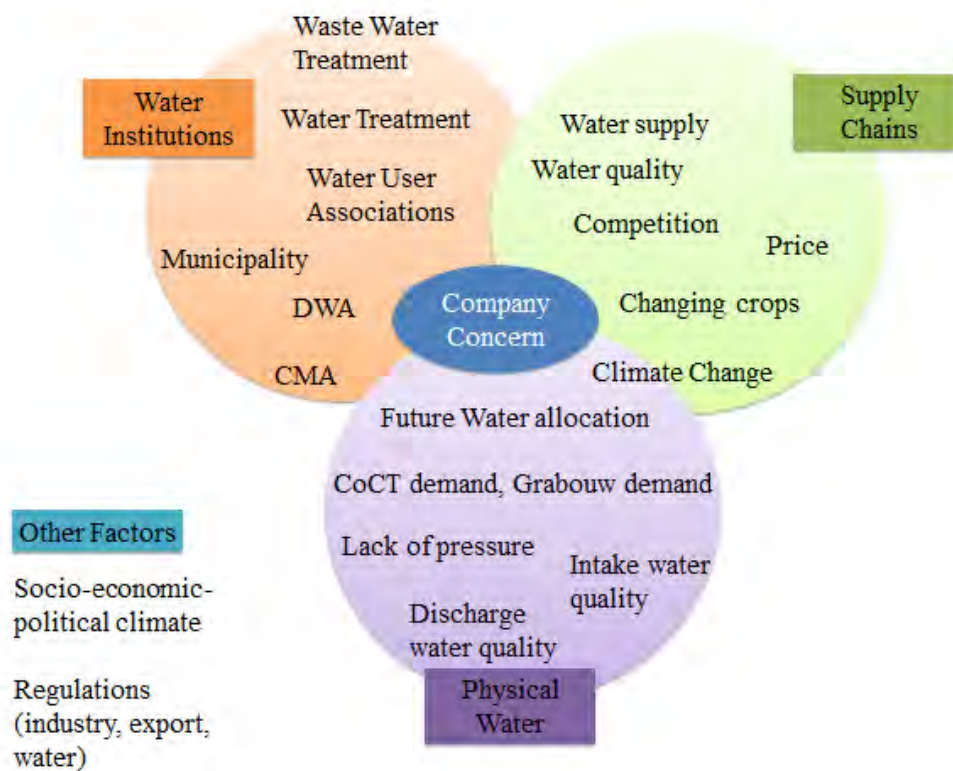 Waste Water
Treatment
Water
Institutions
Water Treatment
Water User
Associations
Municipality
DWA
CMA
Supply
Chains
Water supply
Water quality
Competition
Price
Changing crops
Climate Change
Company
Concern
Future Water allocation
CoCT demand, Grabouw demand
Lack of pressure
Intake water
quality
Discharge
water quality
Physical
Water
Other Factors
Socio-economic-
political climate
Regulations
(industry, export,
water)